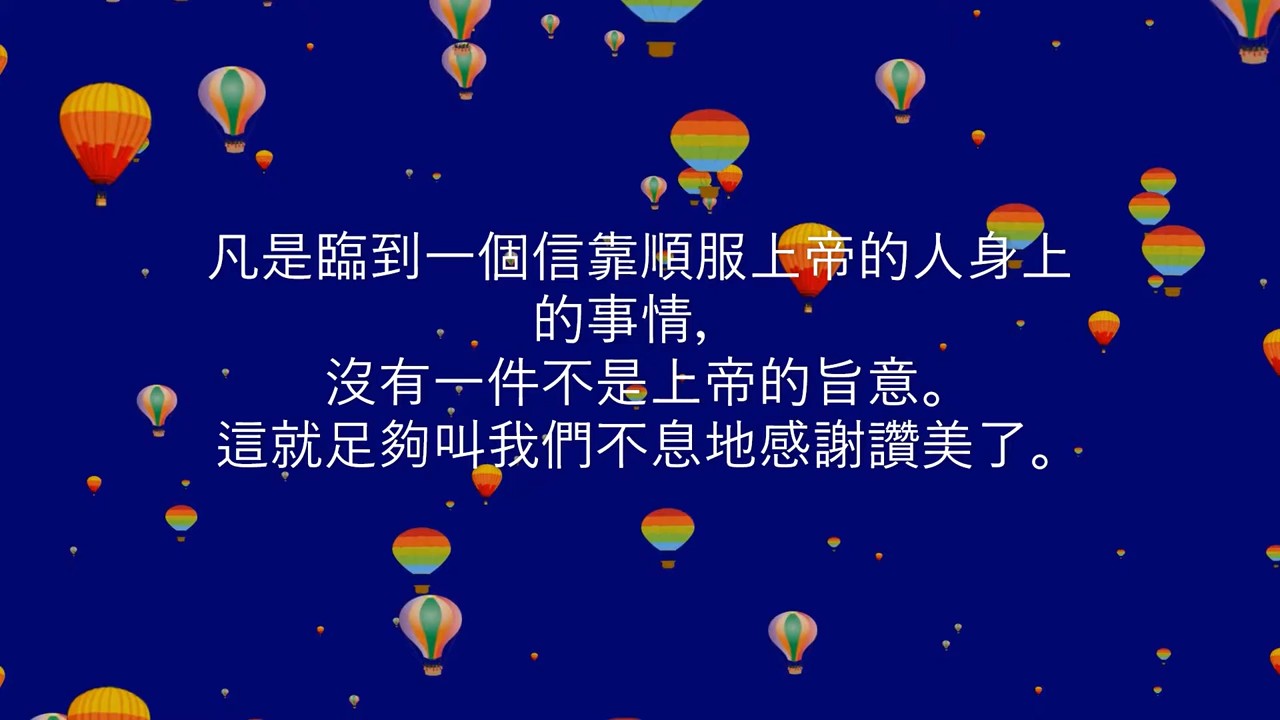 凡是臨到一個信靠順服上帝的人身上
的事情,
沒有一件不是上帝的旨意。
這就足夠叫我們不息地感謝讚美了。